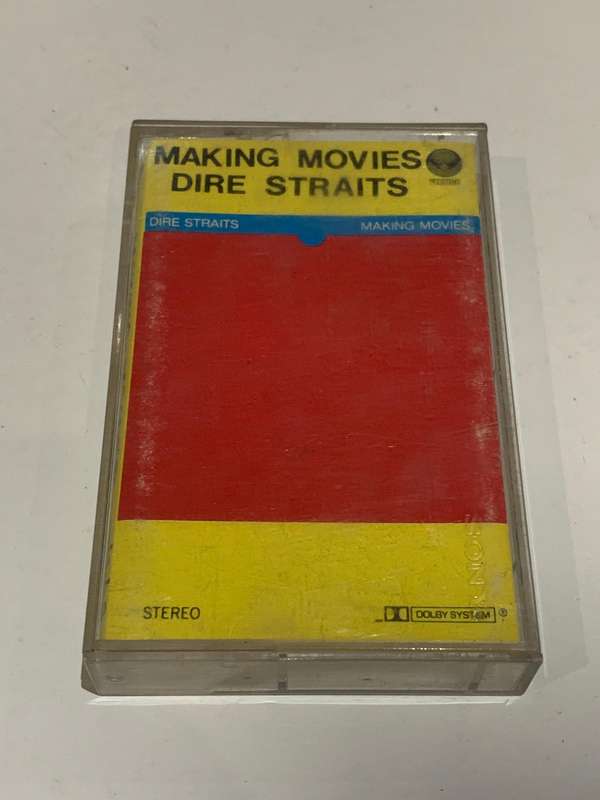 MAKING MOVIES
DIRE STRAITS
DIRE STRAITS MAKING MOVIES
STEREO DOLBY SYSTEM ®